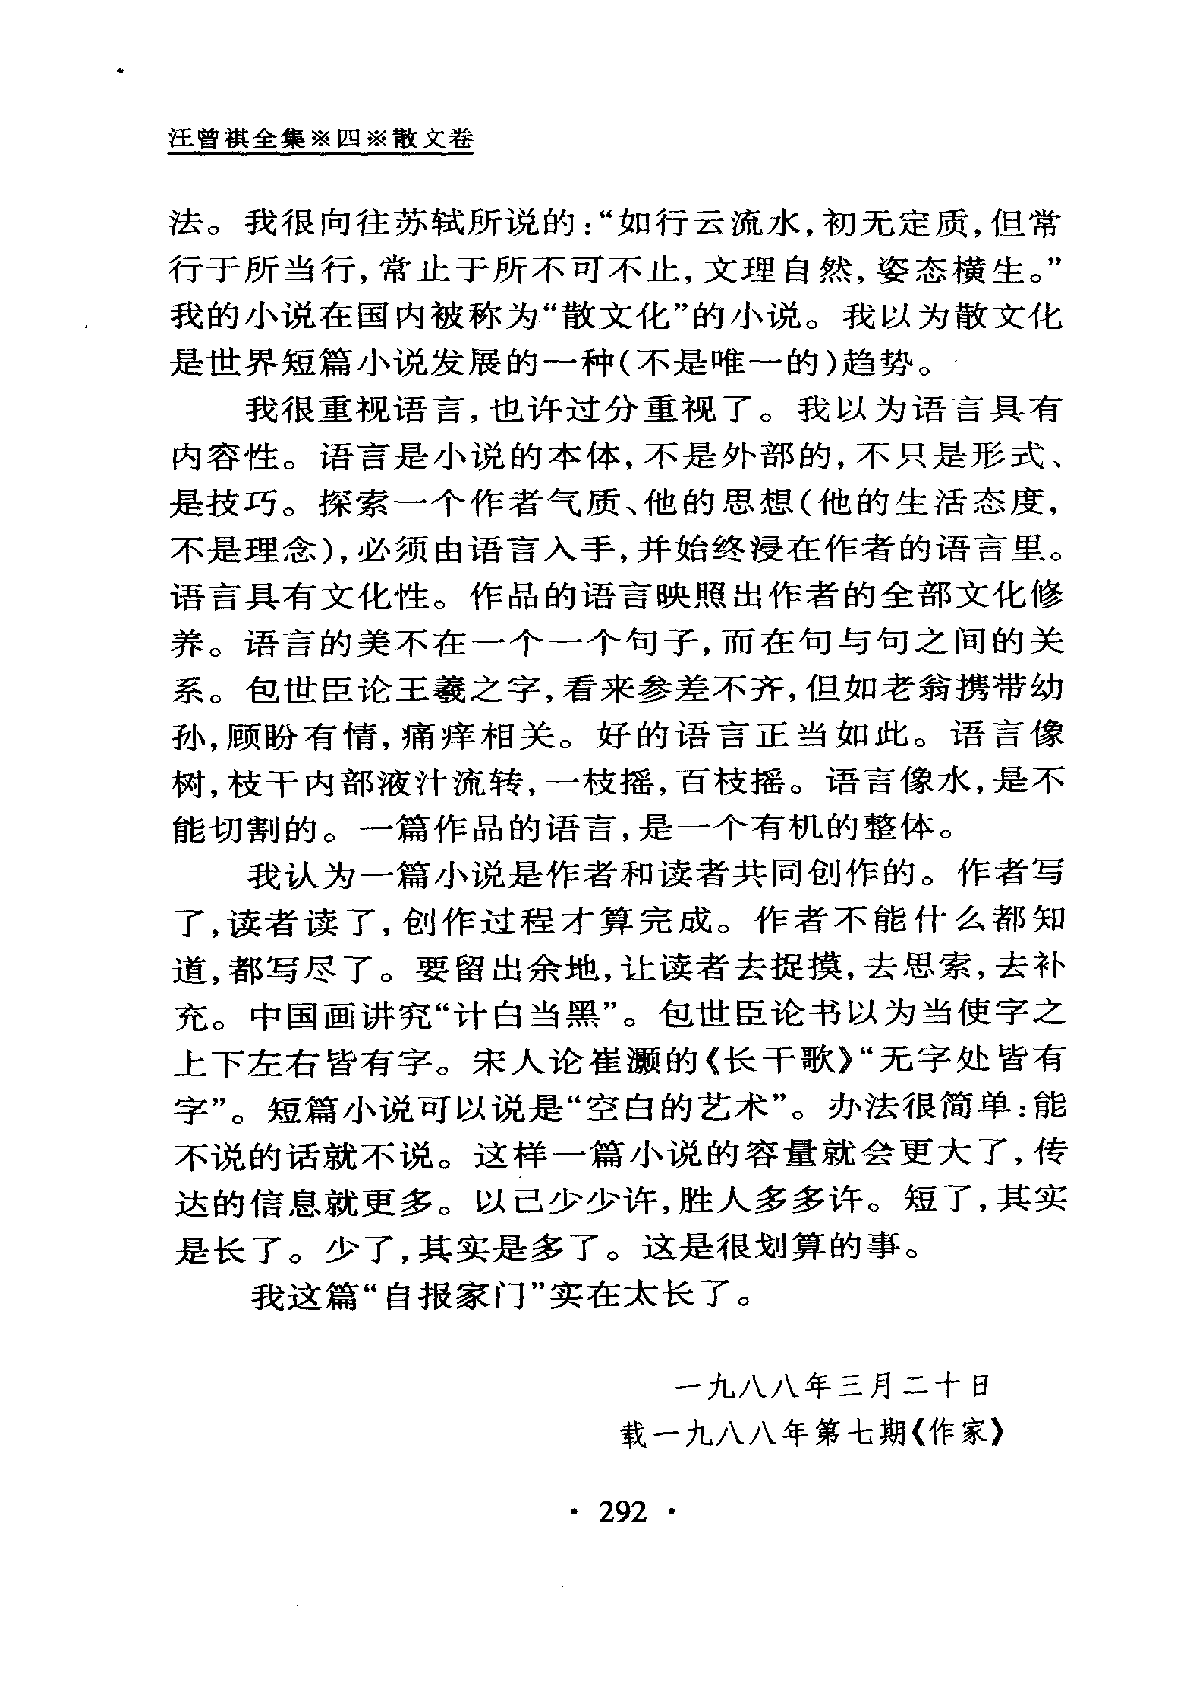 汪曾祺全集※四※散文卷
法。我很向往苏轼所说的：“如行云流水，初无定质，但常
行于所当行，常止于所不可不止，文理自然，姿态横生。”
我的小说在国内被称为“散文化”的小说。我以为散文化
是世界短篇小说发展的一种(不是唯一的)趋势。
我很重视语言，也许过分重视了。我以为语言具有
内容性。语言是小说的本体，不是外部的，不只是形式、
是技巧。探索一个作者气质、他的思想(他的生活态度，
不是理念)，必须由语言入手，并始终浸在作者的语言里。
语言具有文化性。作品的语言映照出作者的全部文化修
养。语言的美不在一个一个句子，而在句与句之间的关
系。包世臣论王羲之字，看来参差不齐，但如老翁携带幼
孙，顾盼有情，痛痒相关。好的语言正当如此。语言像
树，枝干内部液汁流转，一枝摇，百枝摇。语言像水，是不
能切割的。一篇作品的语言，是一个有机的整体。
我认为一篇小说是作者和读者共同创作的。作者写
了，读者读了，创作过程才算完成。作者不能什么都知
道，都写尽了。要留出余地，让读者去捉摸，去思索，去补
充。中国画讲究“计白当黑”。包世臣论书以为当使字之
上下左右皆有字。宋人论崔灏的《长干歌》“无字处皆有
字”。短篇小说可以说是“空白的艺术”。办法很简单：能
不说的话就不说。这样一篇小说的容量就会更大了，传
达的信息就更多。以己少少许，胜人多多许。短了，其实
是长了。少了，其实是多了。这是很划算的事。
我这篇“自报家门”实在太长了。
一九八八年三月二十日
载一九八八年第七期《作家》
· 292 ·